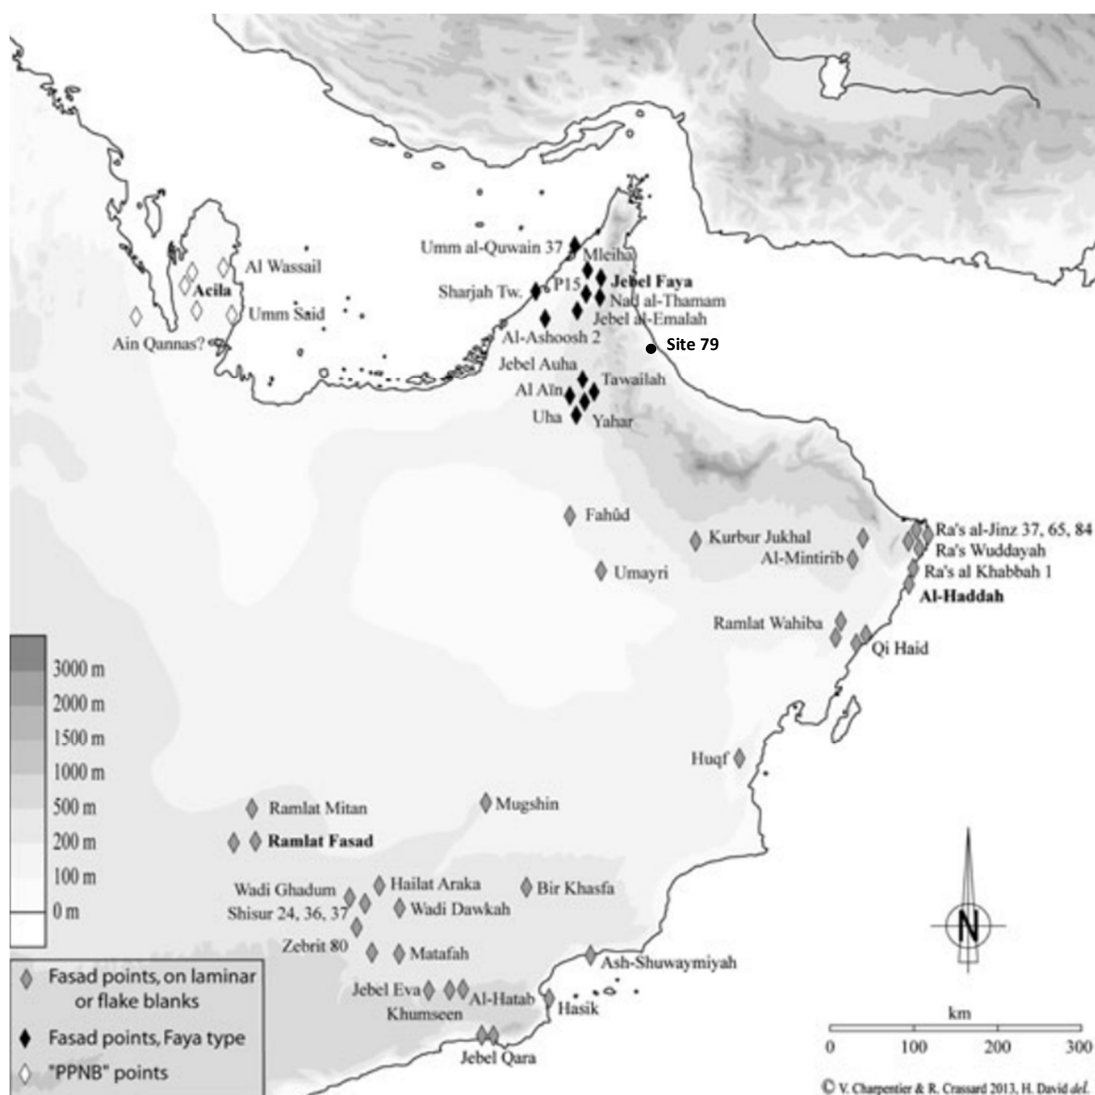 Umm al-Quwain 37
Mleiha
Al Wassail
Acila
Sharjah Tw.
P15
Jebel Faya
Nad al-Thamam
Umm Said
Jebel al-Emalah
Ain Qannas?
Al-Ashoosh 2
Site 79
Jebel Auha
Tawailah
Al Aïn
Uha
Yahar
Fahûd
Kurbur Jukhal
Al-Mintirib
Ra's al-Jinz 37, 65, 84
Ra's Wuddayah
Umayri
Ra's al Khabbah 1
Al-Haddah
Ramlat Wahiba
Qi Haid
3000 m
2000 m
1500 m
1000 m
500 m
200 m
100 m
0 m
Huqf
Ramlat Mitan
Mugshin
Ramlat Fasad
Wadi Ghadum
Hailat Araka
Bir Khasfa
Shisur 24, 36, 37
Wadi Dawkah
Zebrit 80
Matafah
Ash-Shuwaymiyah
Jebel Eva
Al-Hatab
Khumseen
Hasik
Jebel Qara
N
Fasad points, on laminar
or flake blanks
Fasad points, Faya type
"PPNB" points
km
0 100 200 300
© V. Charpentier & R. Crassard 2013, H. David del.